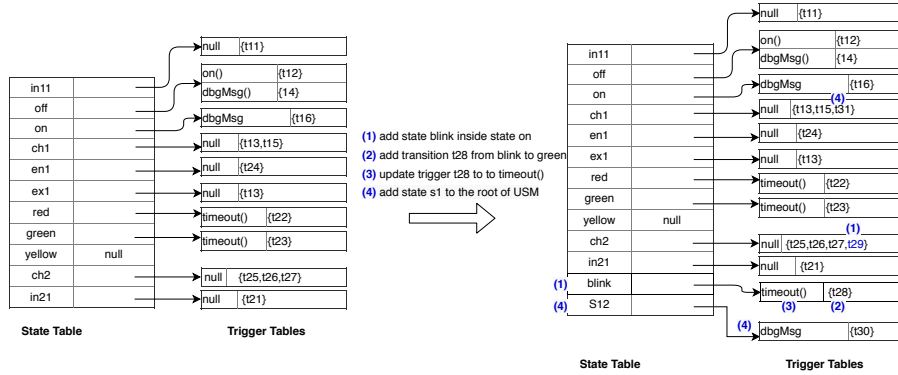 null {t11}
on() {t12}
dbgMsg() {14}
dbgMsg {t16}
null {t13,t15}
null {t24}
null {t13}
timeout() {t22}
timeout() {t23}
null {t25,t26,t27}
null {t21}
in11
off
on
ch1
en1
ex1
red
green
yellow null
ch2
in21
State Table
Trigger Tables
(1) add state blink inside state on
(2) add transition t28 from blink to green
(3) update trigger t28 to to timeout()
(4) add state s1 to the root of USM
in11
off
on
ch1
en1
ex1
red
green
yellow null
ch2
in21
(1) blink
(4) S12
State Table
null {t11}
on() {t12}
dbgMsg() {14}
dbgMsg {t16}
(4)
null {t13,t15,t31}
null {t24}
null {t13}
timeout() {t22}
timeout() {t23}
(1)
null {t25,t26,t27,t29}
null {t21}
timeout() {t28}
(3) (2)
(4) dbgMsg {t30}
Trigger Tables